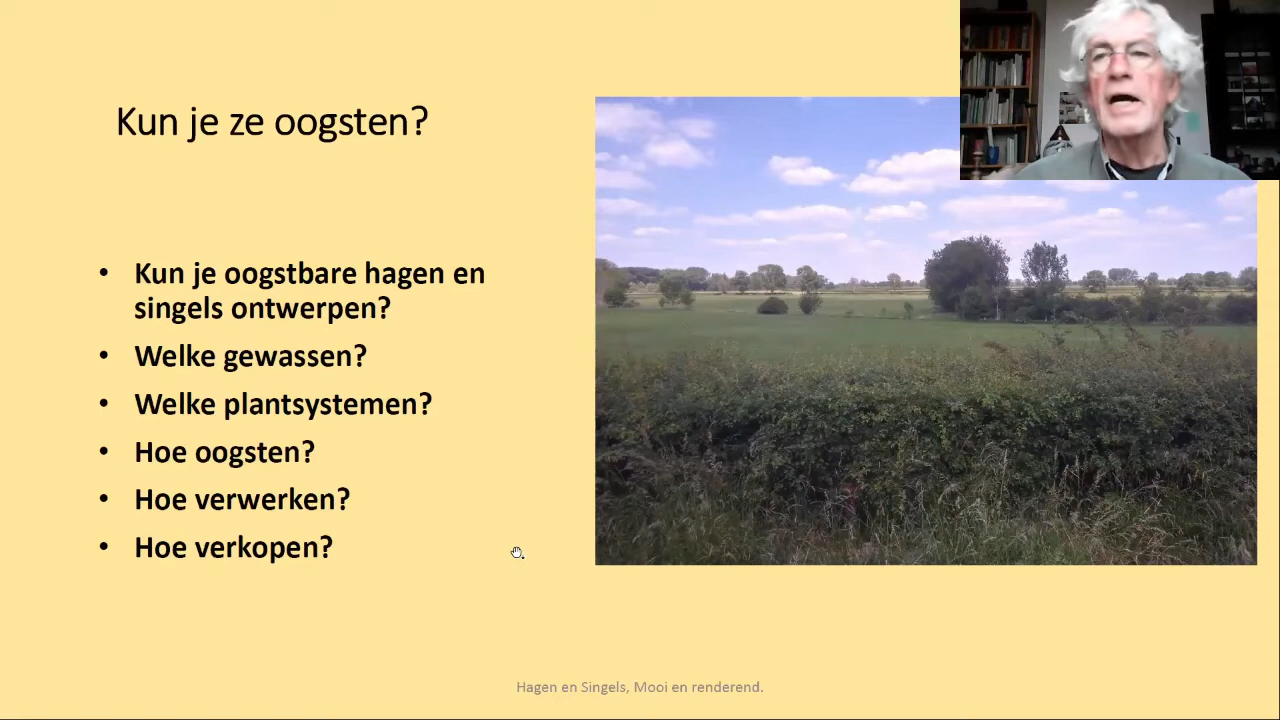 Kun je ze oogsten?
• Kun je oogstbare hagen en
singels ontwerpen?
• Welke gewassen?
• Welke plantsystemen?
• Hoe oogsten?
• Hoe verwerken?
• Hoe verkopen?
Hagen en Singels, Mooi en renderend.